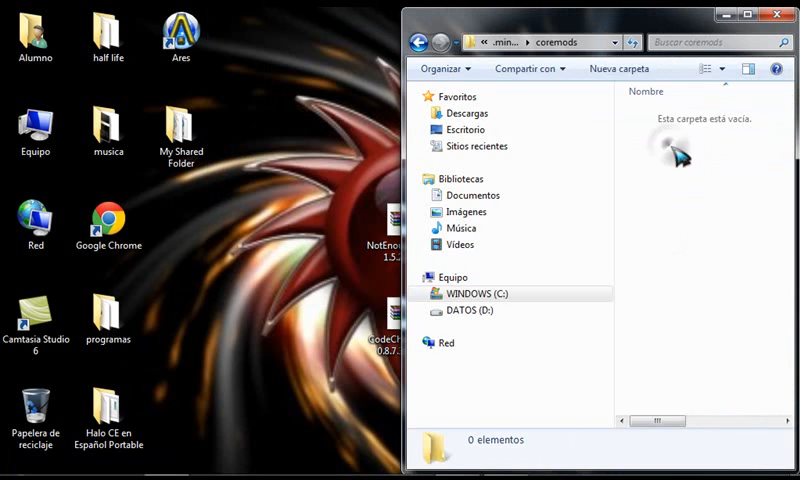 Alumno
half life
Ares
Equipo
musica
My Shared
Folder
Red
Google Chrome
Camtasia Studio
6
programas
Papelera de
reciclaje
Halo CE en
Español Portable
NotEnou
1.5.2
0.8.7.
« .min... coremods
Buscar coremods
Organizar
Compartir con
Nueva carpeta
Favoritos
Descargas
Escritorio
Sitios recientes
Bibliotecas
Documentos
Imágenes
Música
Vídeos
Equipo
WINDOWS (C:)
DATOS (D:)
Red
Nombre
Esta carpeta está vacía.
0 elementos